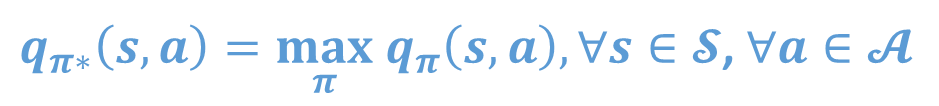 q_{π*}(s, a) = max_π q_π(s, a), ∀s ∈ 𝒮, ∀a ∈ 𝒜